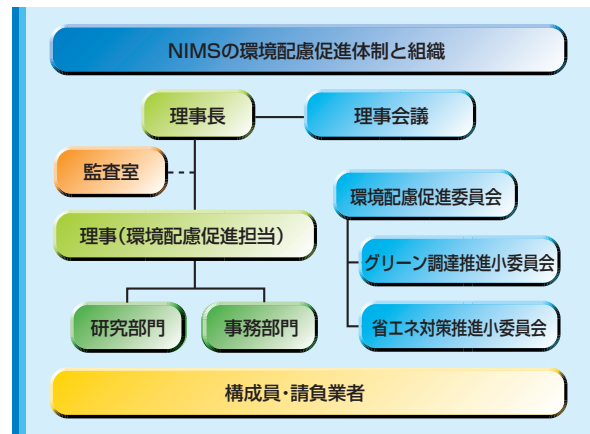 NIMSの環境配慮促進体制と組織
理事長
理事会議
監査室
環境配慮促進委員会
理事（環境配慮促進担当）
グリーン調達推進小委員会
研究部門
事務部門
省エネ対策推進小委員会
構成員・請負業者